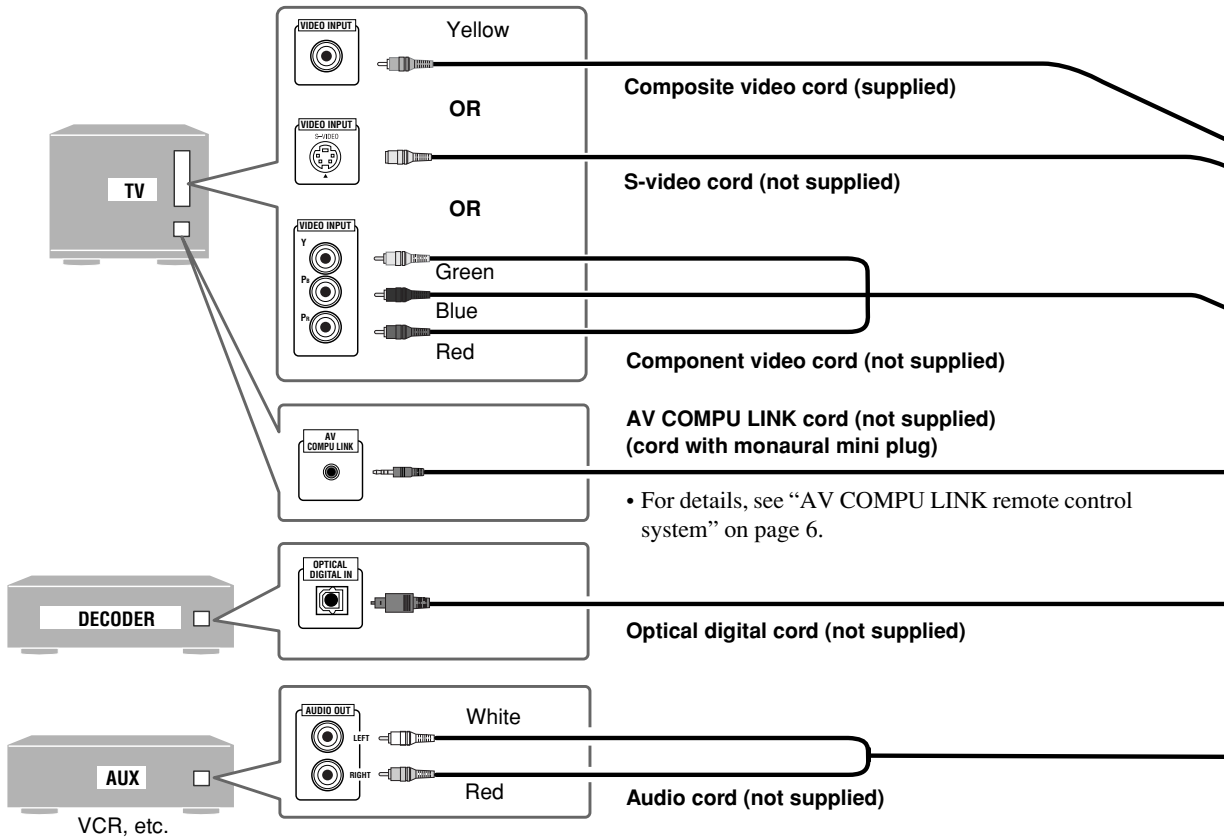 VIDEO INPUT
Yellow
Composite video cord (supplied)
OR
VIDEO INPUT
S-VIDEO
S-video cord (not supplied)
TV
OR
VIDEO INPUT
Y
Green
PB
Blue
PR
Red
Component video cord (not supplied)
AV COMPU LINK cord (not supplied)
(cord with monaural mini plug)
AV
COMPU LINK
• For details, see “AV COMPU LINK remote control
system” on page 6.
OPTICAL
DIGITAL IN
DECODER
Optical digital cord (not supplied)
AUDIO OUT
White
LEFT
AUX
RIGHT
Red
Audio cord (not supplied)
VCR, etc.